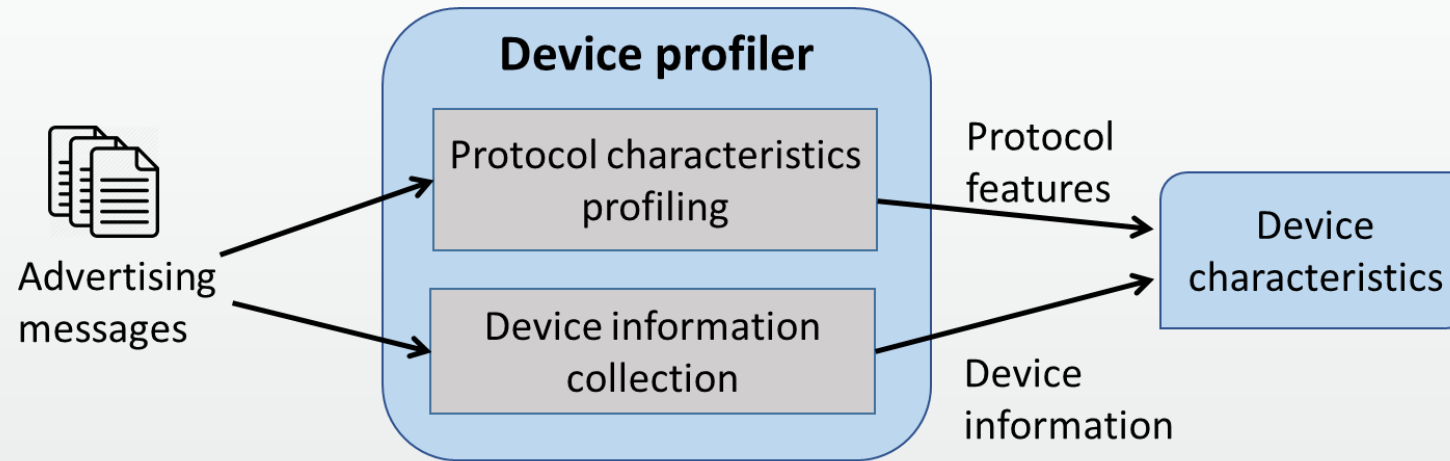 Device profiler
Advertising
messages
Protocol characteristics
profiling
Device information
collection
Protocol
features
Device
information
Device
characteristics